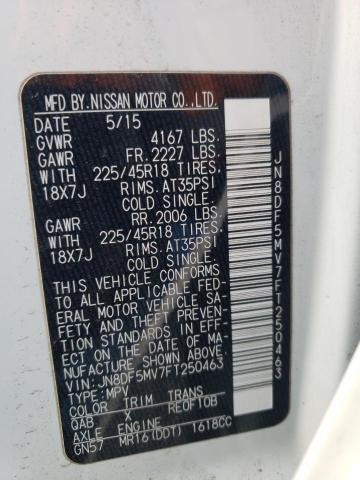 MFD BY.NISSAN MOTOR CO.,LTD.
DATE 5/15
GVWR 4167 LBS.
GAWR FR.2227 LBS.
WITH 225/45R18 TIRES.
18X7J RIMS.AT35PSI
COLD SINGLE.
GAWR RR.2006 LBS.
WITH 225/45R18 TIRES.
18X7J RIMS.AT35PSI
COLD SINGLE.
THIS VEHICLE CONFORMS
TO ALL APPLICABLE FED-
ERAL MOTOR VEHICLE SA-
FETY AND THEFT PREVEN-
TION STANDARDS IN EFF-
ECT ON THE DATE OF MA-
NUFACTURE SHOWN ABOVE.
VIN: JN8DF5MV7FT250463
TYPE: MPV
COLOR TRIM TRANS
QAB X RE0F10B
AXLE ENGINE
GN57 MR16(DDT) 1618CC
JN8DF5MV7FT250463